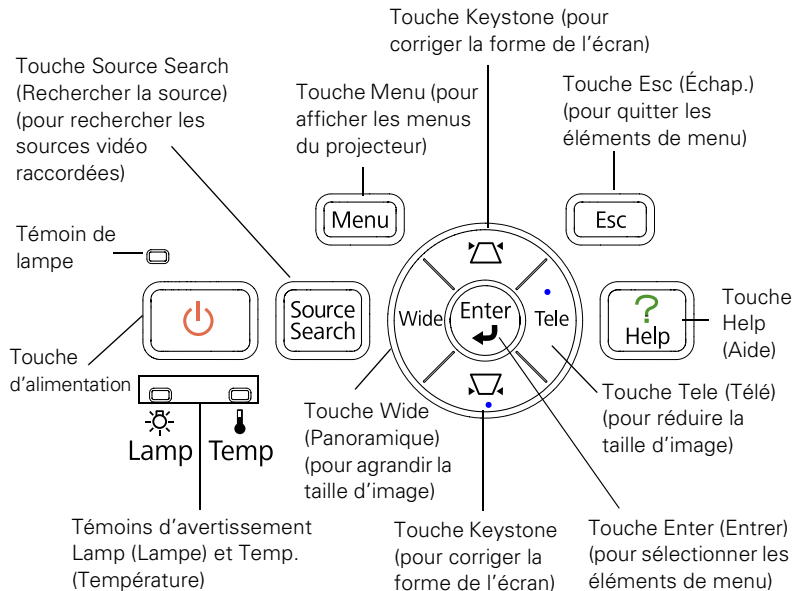 Touche Keystone (pour
corriger la forme de l'écran)
Touche Source Search
(Rechercher la source)
(pour rechercher les
sources vidéo
raccordées)
Touche Menu (pour
afficher les menus
du projecteur)
Touche Esc (Échap.)
(pour quitter les
éléments de menu)
Menu
Esc
Témoin de
lampe
Source
Search
Wide
Enter
Tele
?
Help
Touche
Help
(Aide)
Touche
d'alimentation
Lamp
Temp
Touche Wide
(Panoramique)
(pour agrandir la
taille d'image)
Touche Tele (Télé)
(pour réduire la
taille d'image)
Témoins d'avertissement
Lamp (Lampe) et Temp.
(Température)
Touche Keystone
(pour corriger la
forme de l'écran)
Touche Enter (Entrer)
(pour sélectionner les
éléments de menu)